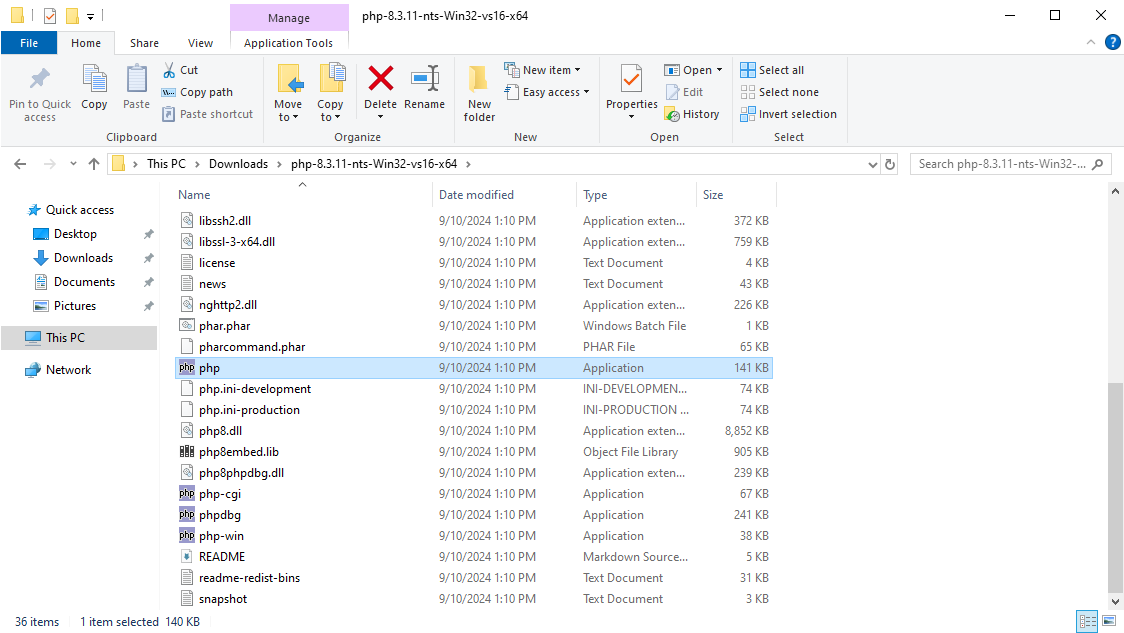 Manage
php-8.3.11-nts-Win32-vs16-x64
File
Home
Share
View
Application Tools
Pin to Quick
access
Copy
Paste
Cut
Copy path
Paste shortcut
Clipboard
Move
to
Copy
to
Delete
Rename
Organize
New
folder
New item
Easy access
New
Properties
Open
Edit
History
Open
Select all
Select none
Invert selection
Select
This PC > Downloads > php-8.3.11-nts-Win32-vs16-x64 >
Search php-8.3.11-nts-Win32-...
Quick access
Desktop
Downloads
Documents
Pictures
This PC
Network
Name Date modified Type Size
libssh2.dll 9/10/2024 1:10 PM Application exten... 372 KB
libssl-3-x64.dll 9/10/2024 1:10 PM Application exten... 759 KB
license 9/10/2024 1:10 PM Text Document 4 KB
news 9/10/2024 1:10 PM Text Document 43 KB
nghttp2.dll 9/10/2024 1:10 PM Application exten... 226 KB
phar.phar 9/10/2024 1:10 PM Windows Batch File 1 KB
pharcommand.phar 9/10/2024 1:10 PM PHAR File 65 KB
php php 9/10/2024 1:10 PM Application 141 KB
php.ini-development 9/10/2024 1:10 PM INI-DEVELOPMEN... 74 KB
php.ini-production 9/10/2024 1:10 PM INI-PRODUCTION ... 74 KB
php8.dll 9/10/2024 1:10 PM Application exten... 8,852 KB
php8embed.lib 9/10/2024 1:10 PM Object File Library 905 KB
php8phpdbg.dll 9/10/2024 1:10 PM Application exten... 239 KB
php php-cgi 9/10/2024 1:10 PM Application 67 KB
php phpdbg 9/10/2024 1:10 PM Application 241 KB
php php-win 9/10/2024 1:10 PM Application 38 KB
README 9/10/2024 1:10 PM Markdown Source... 5 KB
readme-redist-bins 9/10/2024 1:10 PM Text Document 31 KB
snapshot 9/10/2024 1:10 PM Text Document 3 KB
36 items 1 item selected 140 KB